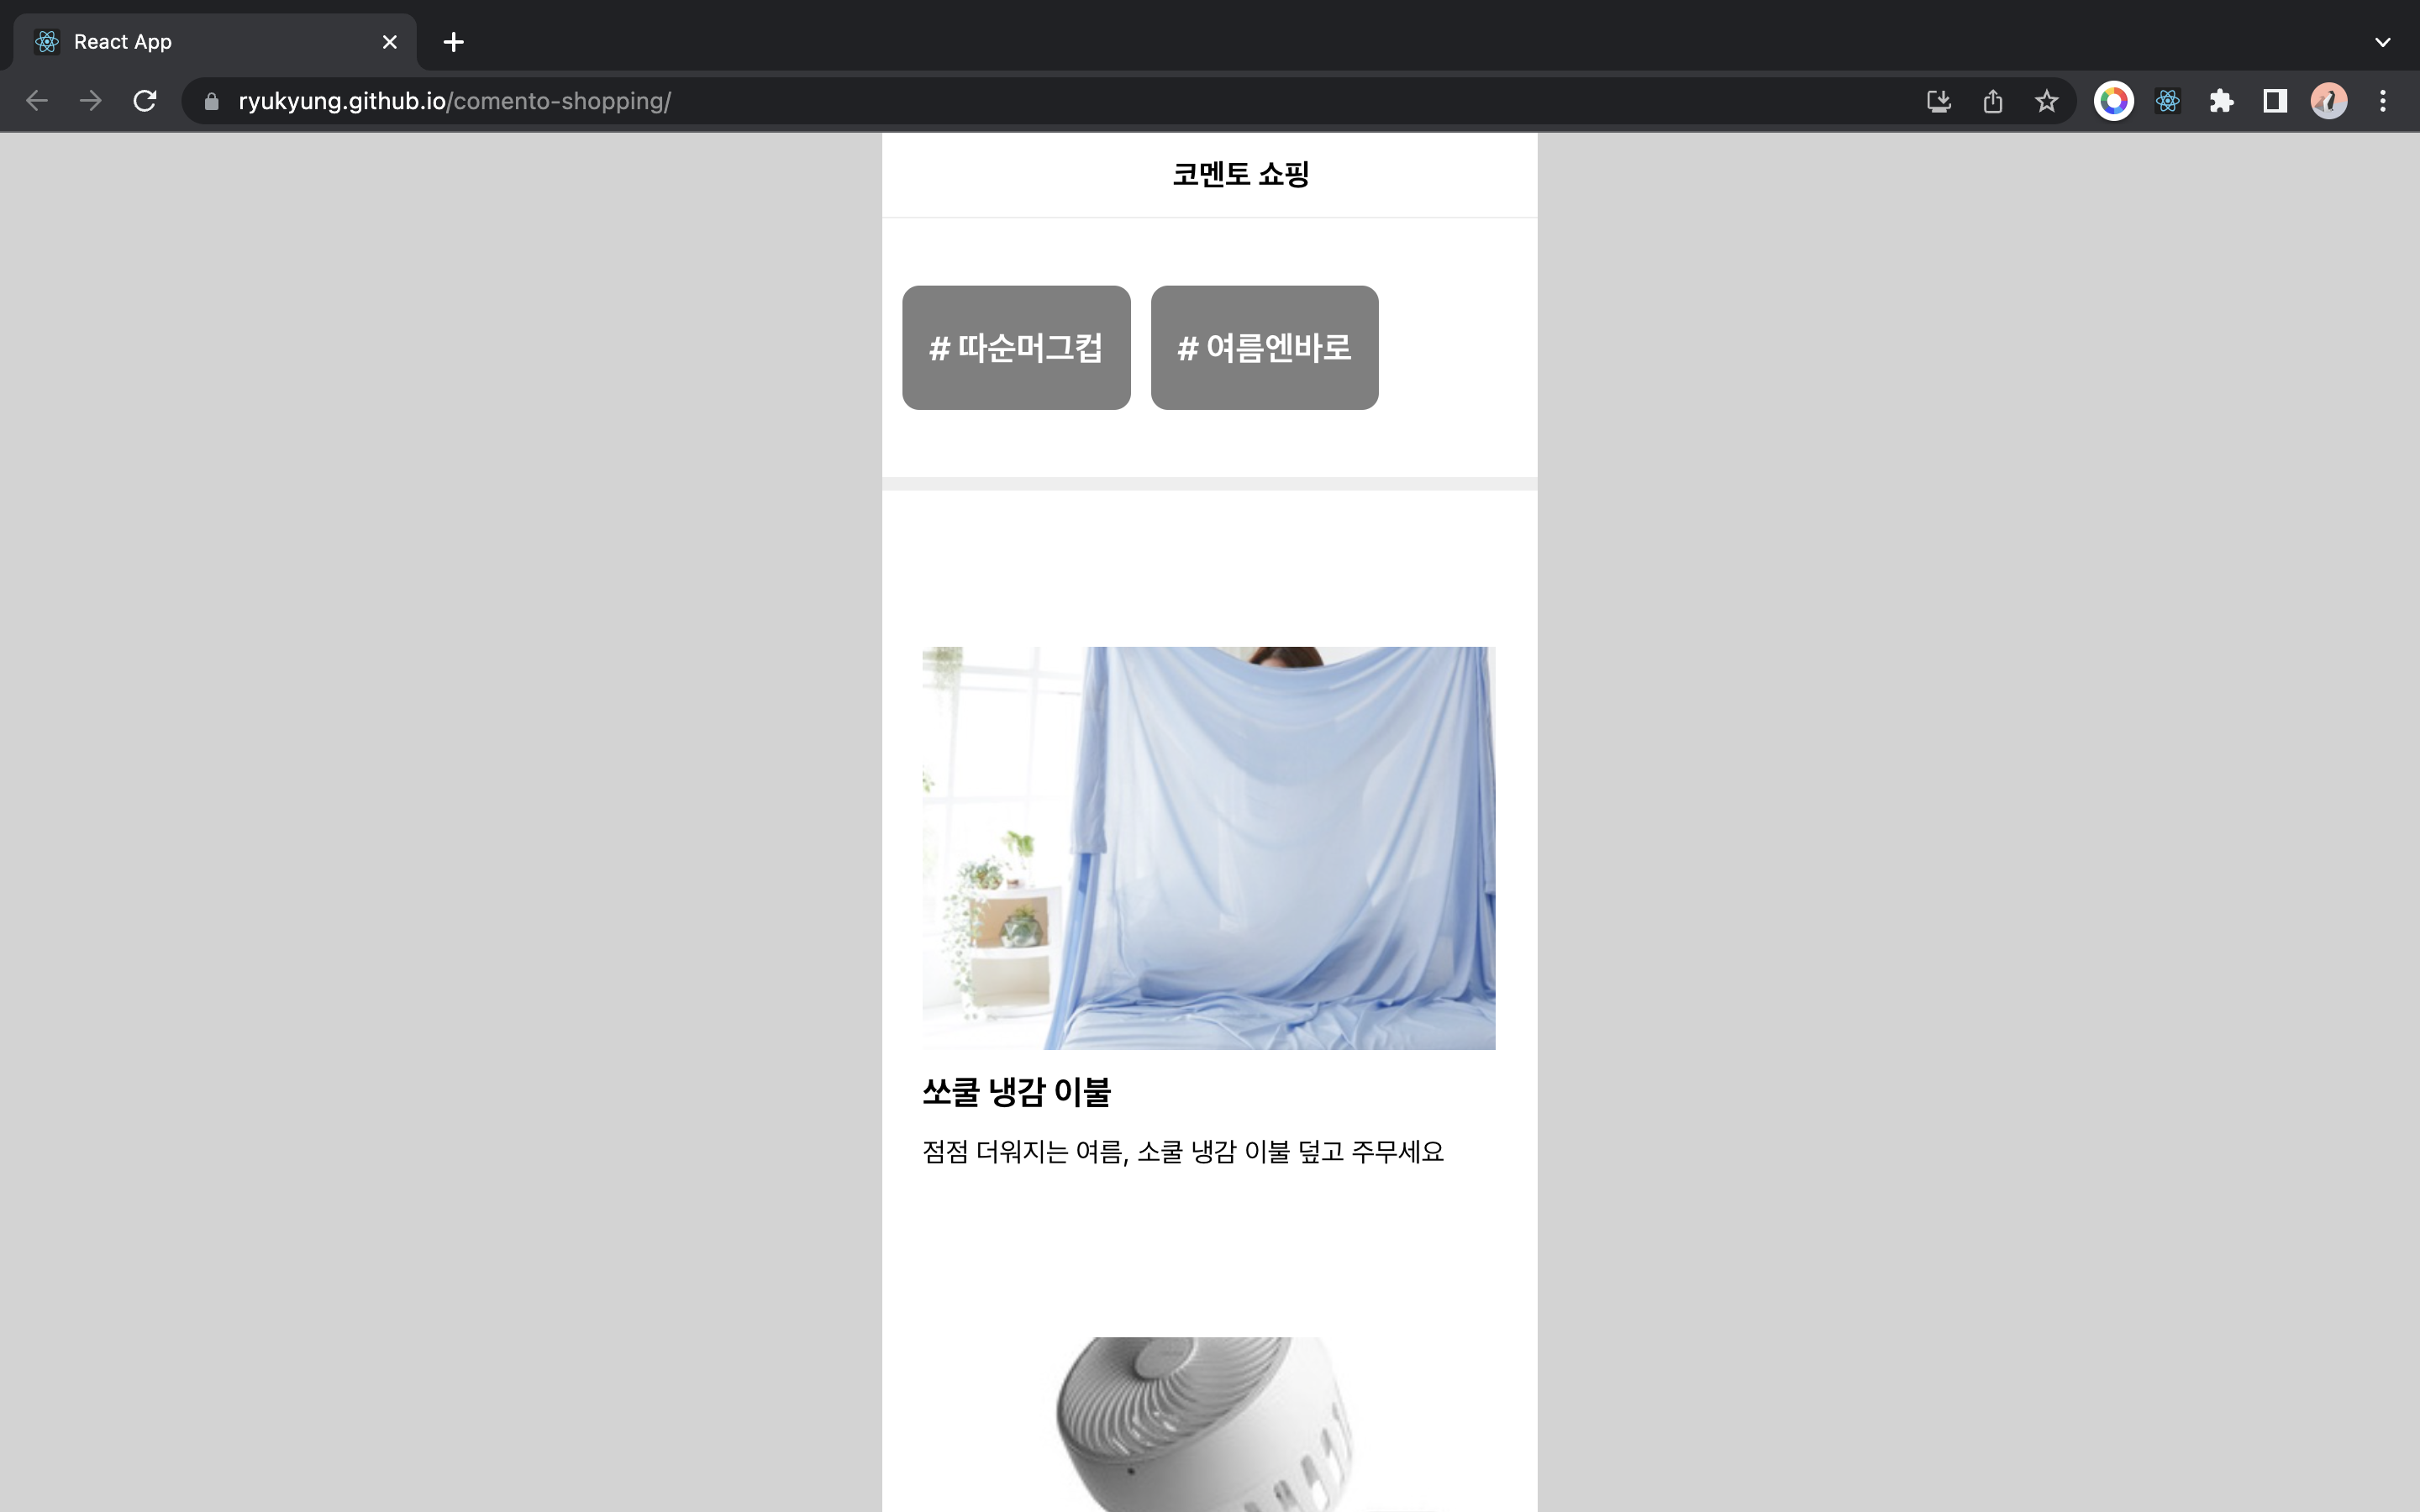 React App
ryukyung.github.io/comento-shopping/
코멘토 쇼핑
# 따순머그컵
# 여름엔바로
쏘쿨 냉감 이불
점점 더워지는 여름, 소쿨 냉감 이불 덮고 주무세요